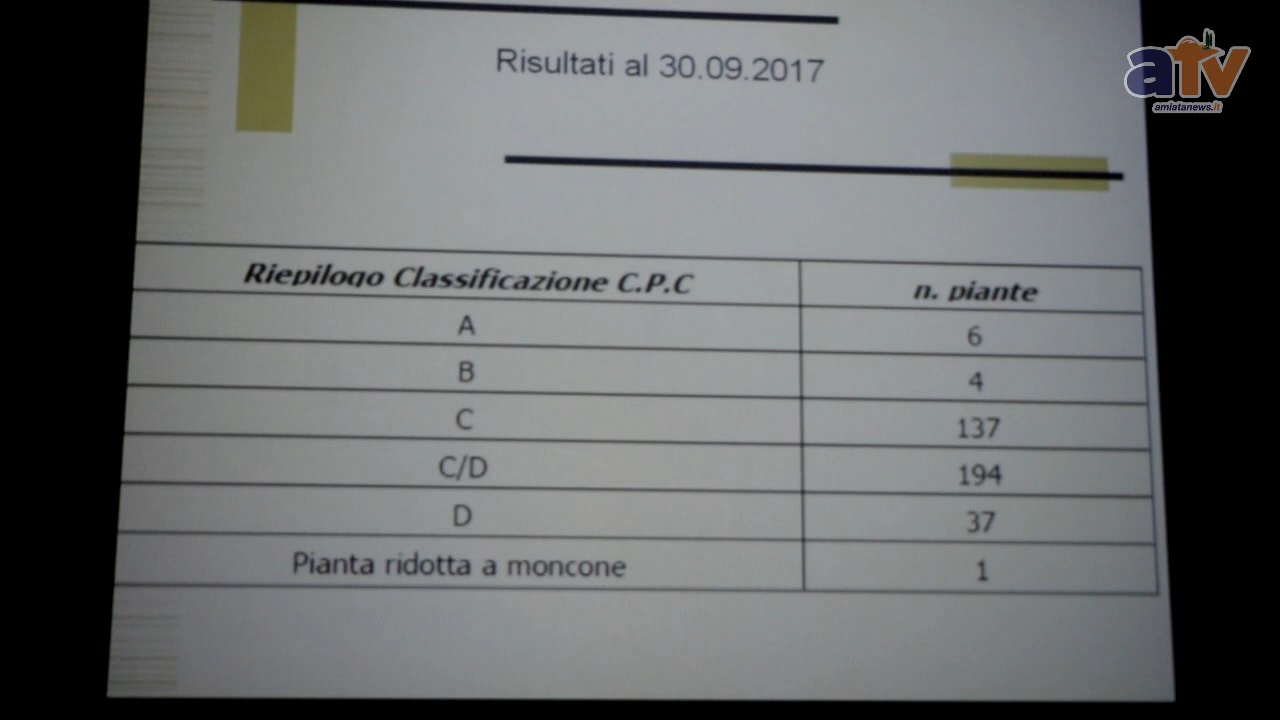 aTv
amiatanews.it
Risultati al 30.09.2017
Riepilogo Classificazione C.P.C n. piante
A 6
B 4
C 137
C/D 194
D 37
Pianta ridotta a moncone 1